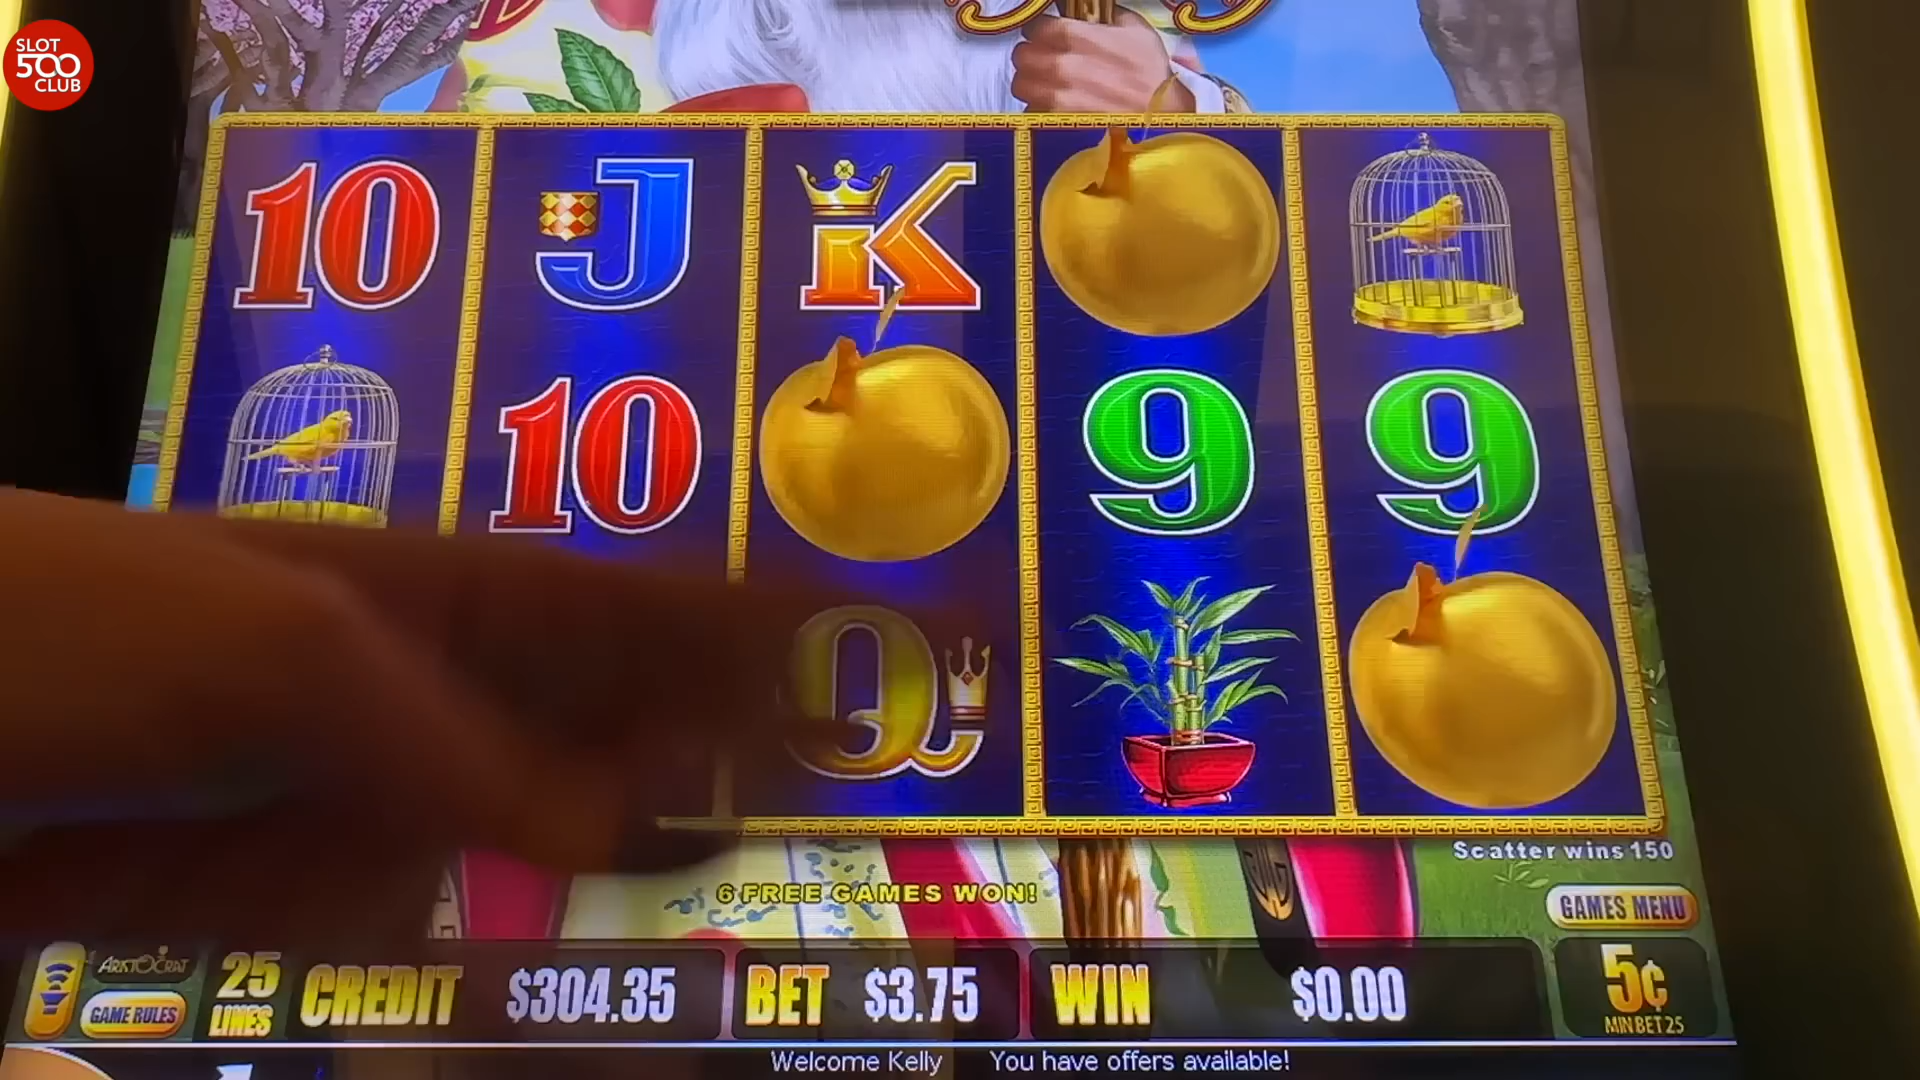 SLOT
500
CLUB
10 J K
10 9 9
Q
Scatter wins 150
6 FREE GAMES WON!
GAMES MENU
ARISTOCRAT
GAME RULES
25
LINES
CREDIT $304.35
BET $3.75
WIN $0.00
5¢
MIN BET 25
Welcome Kelly You have offers available!